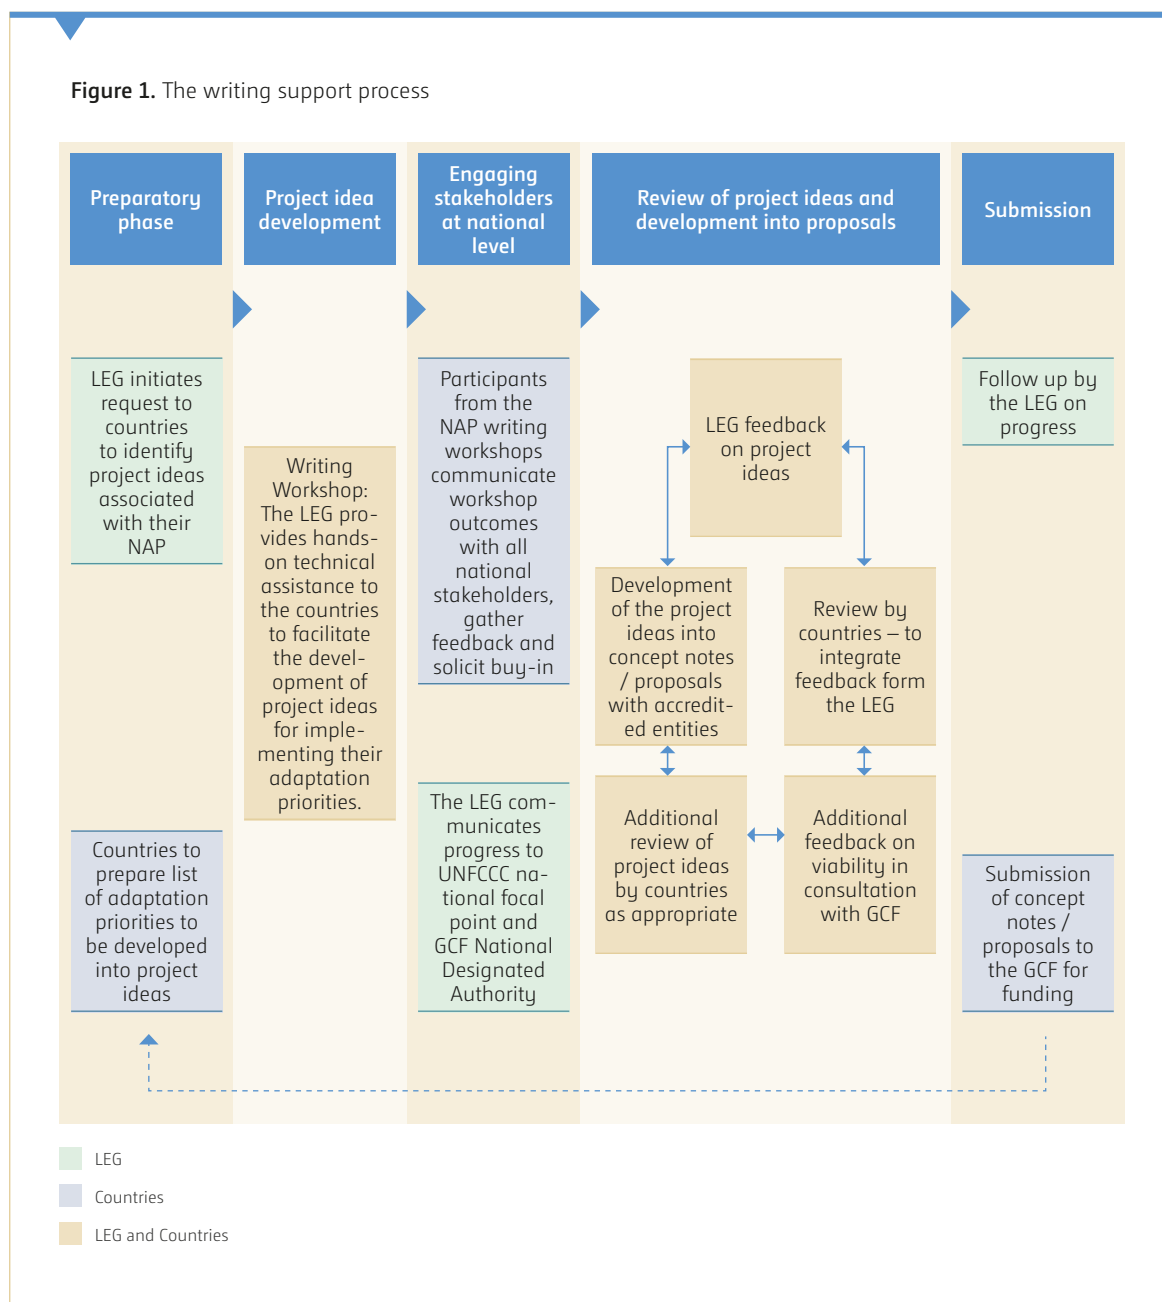 Figure 1. The writing support process
Preparatory
phase
Project idea
development
Engaging
stakeholders
at national
level
Review of project ideas and
development into proposals
Submission
LEG initiates
request to
countries
to identify
project ideas
associated
with their
NAP
Countries to
prepare list
of adaptation
priorities to
be developed
into project
ideas
Writing
Workshop:
The LEG pro-
vides hands-
on technical
assistance to
the countries
to facilitate
the devel-
opment of
project ideas
for imple-
menting their
adaptation
priorities.
Participants
from the
NAP writing
workshops
communicate
workshop
outcomes
with all
national
stakeholders,
gather
feedback and
solicit buy-in
The LEG com-
municates
progress to
UNFCCC na-
tional focal
point and
GCF National
Designated
Authority
LEG feedback
on project
ideas
Development
of the project
ideas into
concept notes
/ proposals
with accredit-
ed entities
Review by
countries – to
integrate
feedback form
the LEG
Additional
review of
project ideas
by countries
as appropriate
Additional
feedback on
viability in
consultation
with GCF
Follow up by
the LEG on
progress
Submission
of concept
notes /
proposals to
the GCF for
funding
LEG
Countries
LEG and Countries